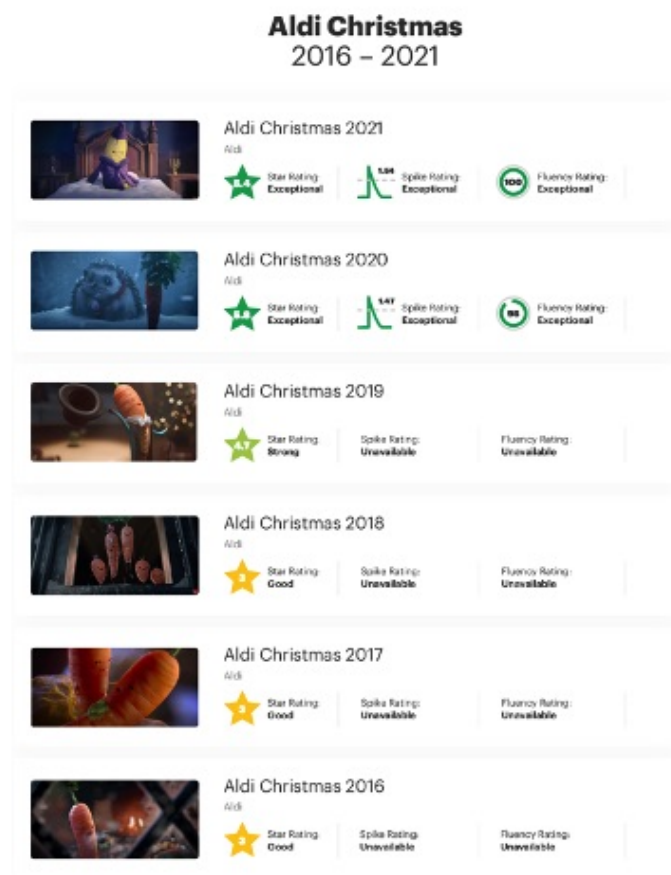 Aldi Christmas
2016 – 2021
Aldi Christmas 2021
Aldi
Star Rating:
Exceptional
1.54
Spike Rating:
Exceptional
100
Fluency Rating:
Exceptional
Aldi Christmas 2020
Aldi
Star Rating:
Exceptional
1.47
Spike Rating:
Exceptional
Fluency Rating:
Exceptional
Aldi Christmas 2019
Aldi
4.7
Star Rating:
Strong
Spike Rating:
Unavailable
Fluency Rating:
Unavailable
Aldi Christmas 2018
Aldi
3
Star Rating:
Good
Spike Rating:
Unavailable
Fluency Rating:
Unavailable
Aldi Christmas 2017
Aldi
3
Star Rating:
Good
Spike Rating:
Unavailable
Fluency Rating:
Unavailable
Aldi Christmas 2016
Aldi
3
Star Rating:
Good
Spike Rating:
Unavailable
Fluency Rating:
Unavailable